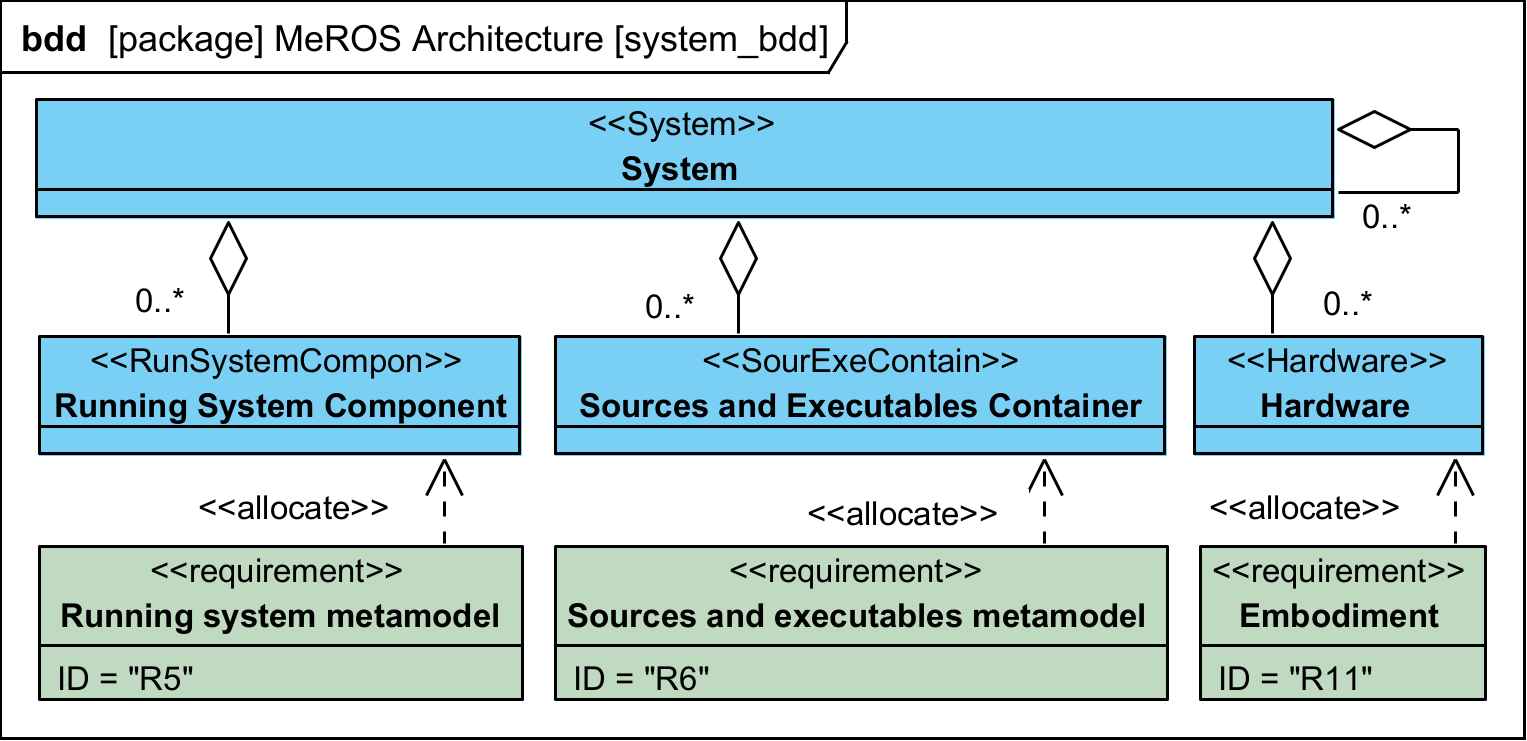 bdd [package] MeROS Architecture [system_bdd]
<<System>>
System
0..*
0..*
0..*
0..*
<<RunSystemCompon>>
Running System Component
<<SourExeContain>>
Sources and Executables Container
<<Hardware>>
Hardware
<<allocate>>
<<allocate>>
<<allocate>>
<<requirement>>
Running system metamodel
ID = "R5"
<<requirement>>
Sources and executables metamodel
ID = "R6"
<<requirement>>
Embodiment
ID = "R11"